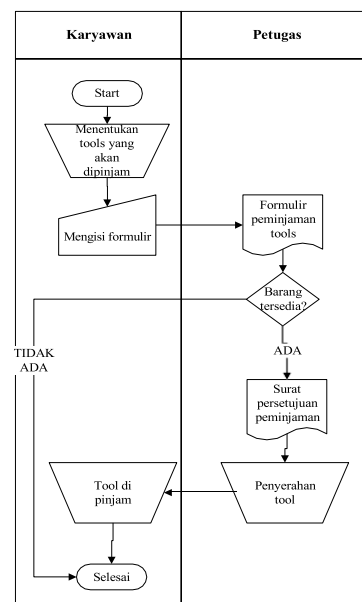 Karyawan
Petugas
Start
Menentukan
tools yang
akan
dipinjam
Mengisi formulir
Formulir
peminjaman
tools
Barang
tersedia?
TIDAK
ADA
ADA
Surat
persetujuan
peminjaman
Penyerahan
tool
Tool di
pinjam
Selesai